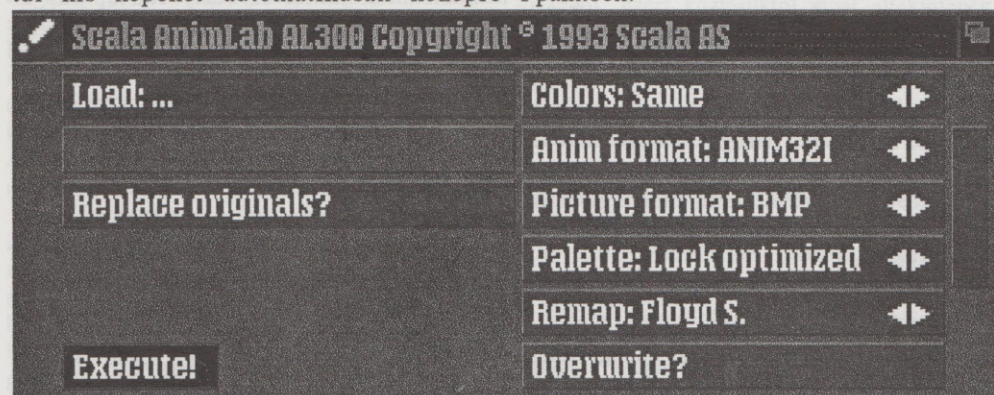 Scala AnimLab AL300 Copyright © 1993 Scala AS
Load: ...
Replace originals?
Execute!
Colors: Same
Anim format: ANIM32I
Picture format: BMP
Palette: Lock optimized
Remap: Floyd S.
Overwrite?